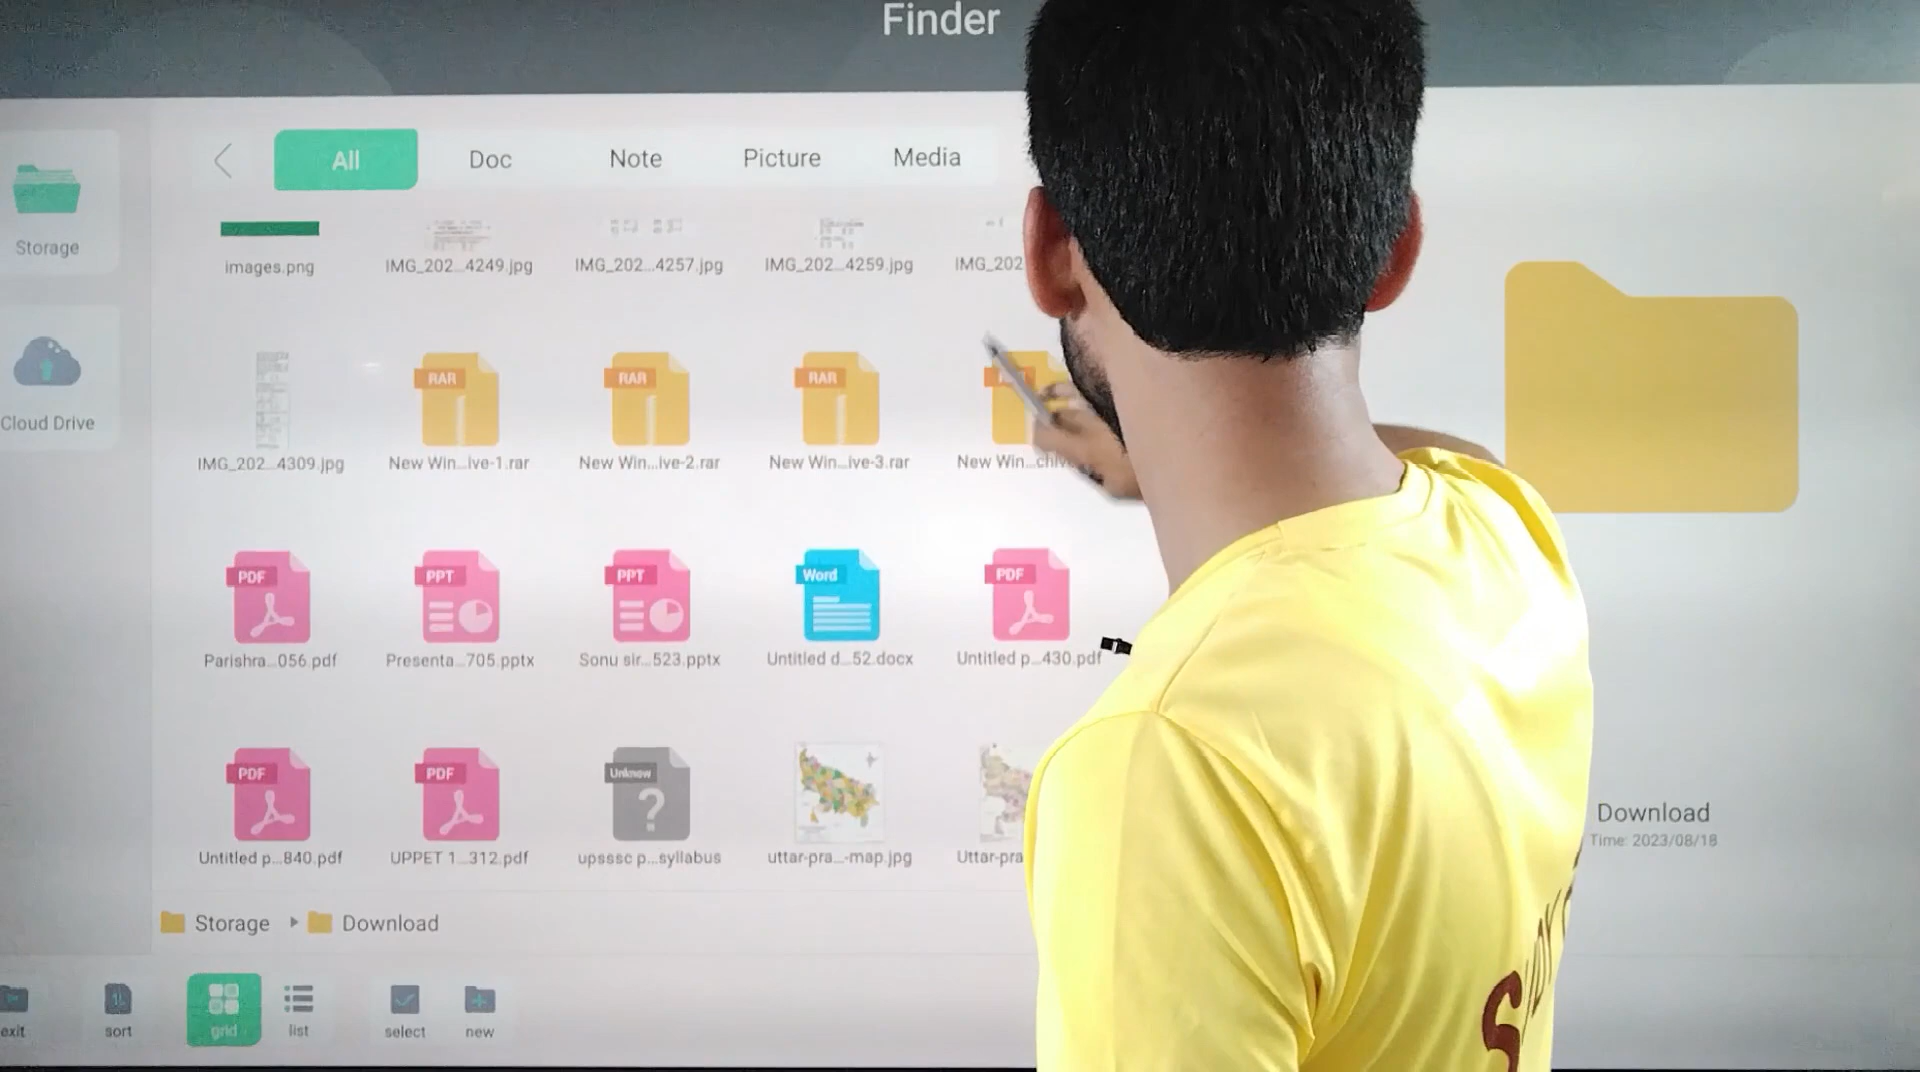 Finder
All Doc Note Picture Media
Storage
Cloud Drive
images.png IMG_202...4249.jpg IMG_202...4257.jpg IMG_202...4259.jpg IMG_202
RAR RAR RAR
IMG_202...4309.jpg New Win...ive-1.rar New Win...ive-2.rar New Win...ive-3.rar New Win...chiv
PDF PPT PPT Word PDF
Parishra...056.pdf Presenta...705.pptx Sonu sir...523.pptx Untitled d...52.docx Untitled p...430.pdf
PDF PDF Unknow
?
Untitled p...840.pdf UPPET 1...312.pdf upsssc p...syllabus uttar-pra...-map.jpg Uttar-pra
Download
Time: 2023/08/18
Storage Download
exit sort grid list select new